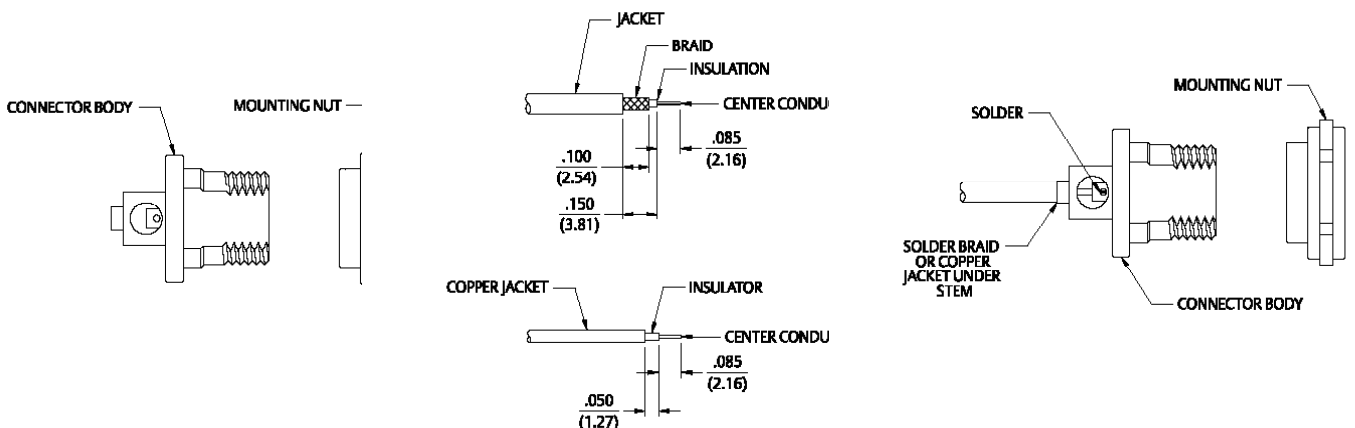 CONNECTOR BODY
MOUNTING NUT
JACKET
BRAID
INSULATION
CENTER CONDU
.085
(2.16)
.100
(2.54)
.150
(3.81)
COPPER JACKET
INSULATOR
CENTER CONDU
.085
(2.16)
.050
(1.27)
MOUNTING NUT
SOLDER
SOLDER BRAID
OR COPPER
JACKET UNDER
STEM
CONNECTOR BODY